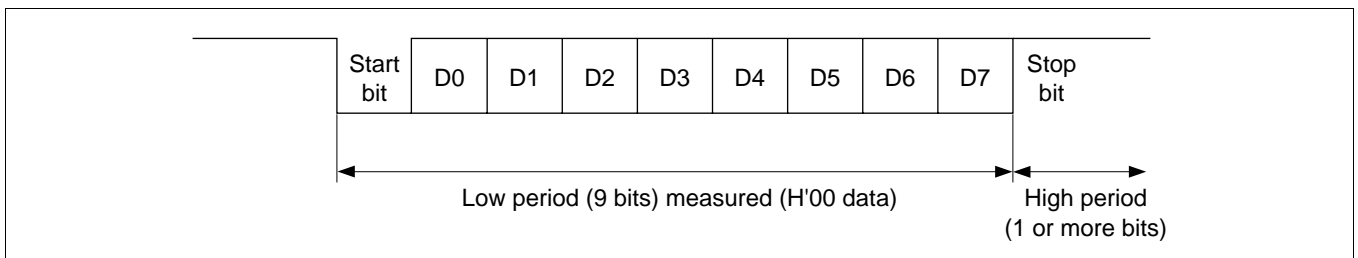 Start
bit
D0
D1
D2
D3
D4
D5
D6
D7
Stop
bit
Low period (9 bits) measured (H'00 data)
High period
(1 or more bits)